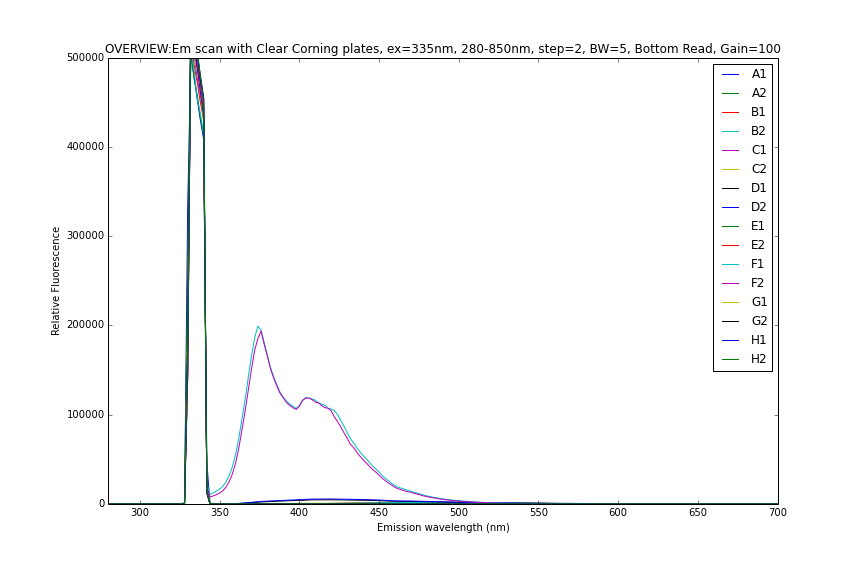 OVERVIEW:Em scan with Clear Corning plates, ex=335nm, 280-850nm, step=2, BW=5, Bottom Read, Gain=100
500000
400000
300000
200000
100000
0
Relative Fluorescence
300 350 400 450 500 550 600 650 700
Emission wavelength (nm)
A1
A2
B1
B2
C1
C2
D1
D2
E1
E2
F1
F2
G1
G2
H1
H2